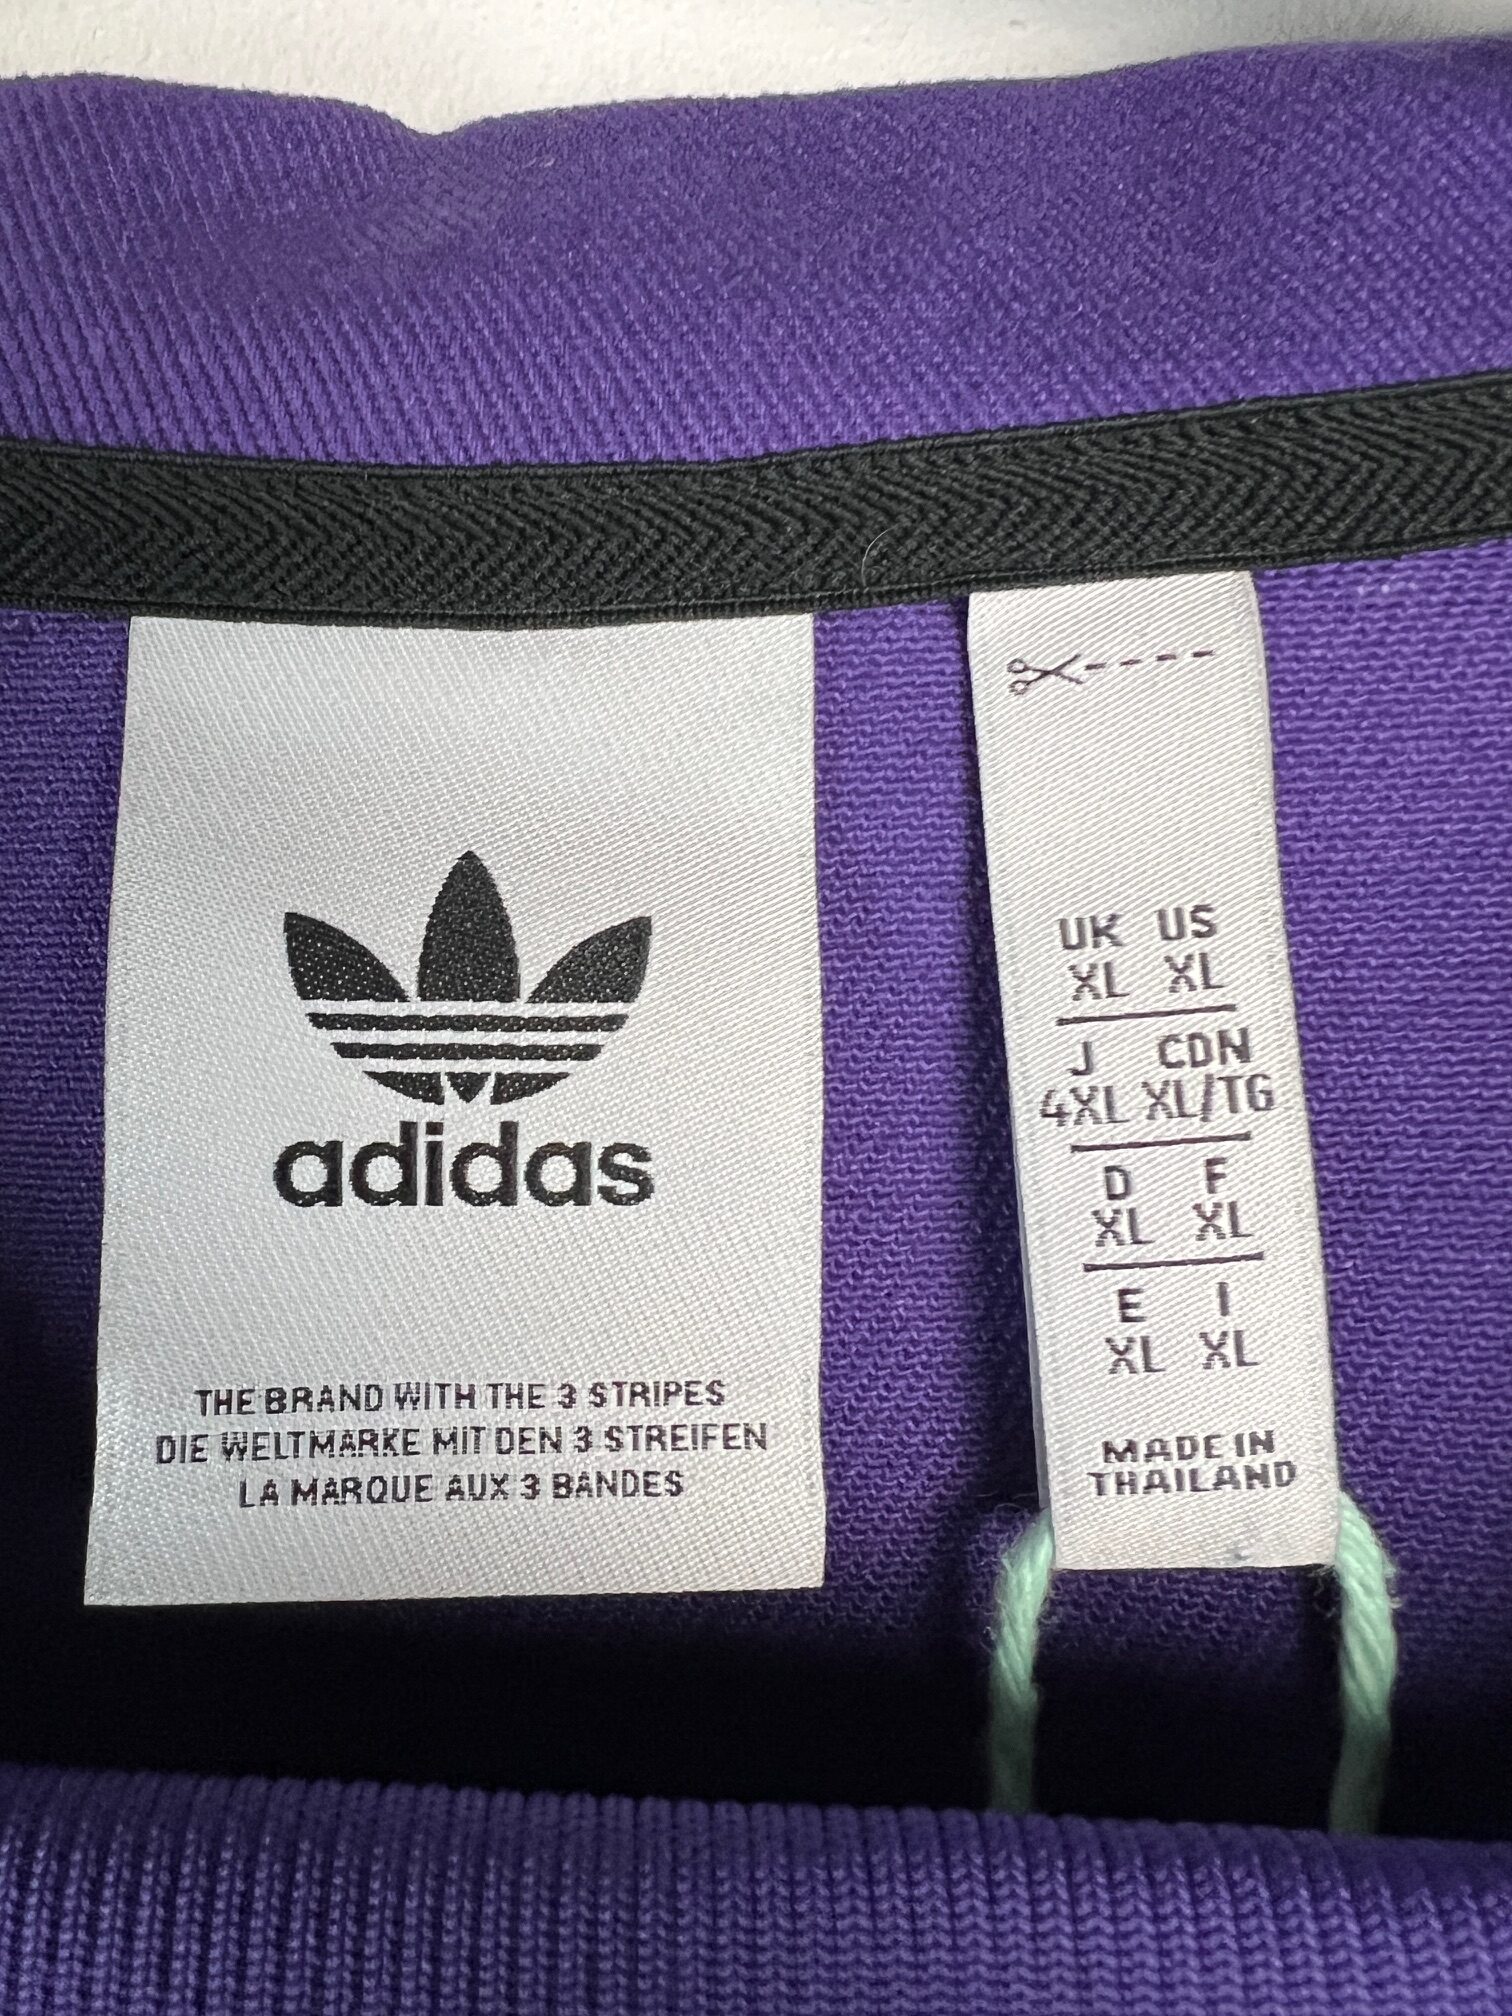 adidas
THE BRAND WITH THE 3 STRIPES
DIE WELTMARKE MIT DEN 3 STREIFEN
LA MARQUE AUX 3 BANDES
UK US
XL XL
J CDN
4XL XL/TG
D F
XL XL
E I
XL XL
MADE IN
THAILAND